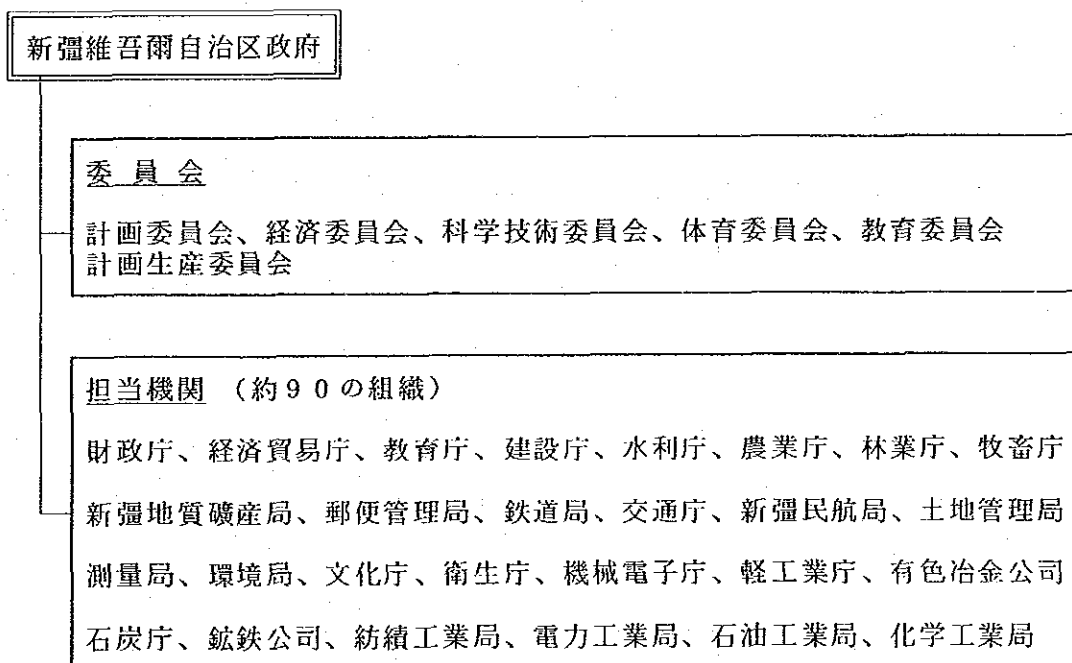 新疆維吾爾自治区政府
委員会
計画委員会、経済委員会、科学技術委員会、体育委員会、教育委員会
計画生産委員会
担当機関 （約９０の組織）
財政庁、経済貿易庁、教育庁、建設庁、水利庁、農業庁、林業庁、牧畜庁
新疆地質礦産局、郵便管理局、鉄道局、交通庁、新疆民航局、土地管理局
測量局、環境局、文化庁、衛生庁、機械電子庁、軽工業庁、有色冶金公司
石炭庁、鉱鉄公司、紡績工業局、電力工業局、石油工業局、化学工業局